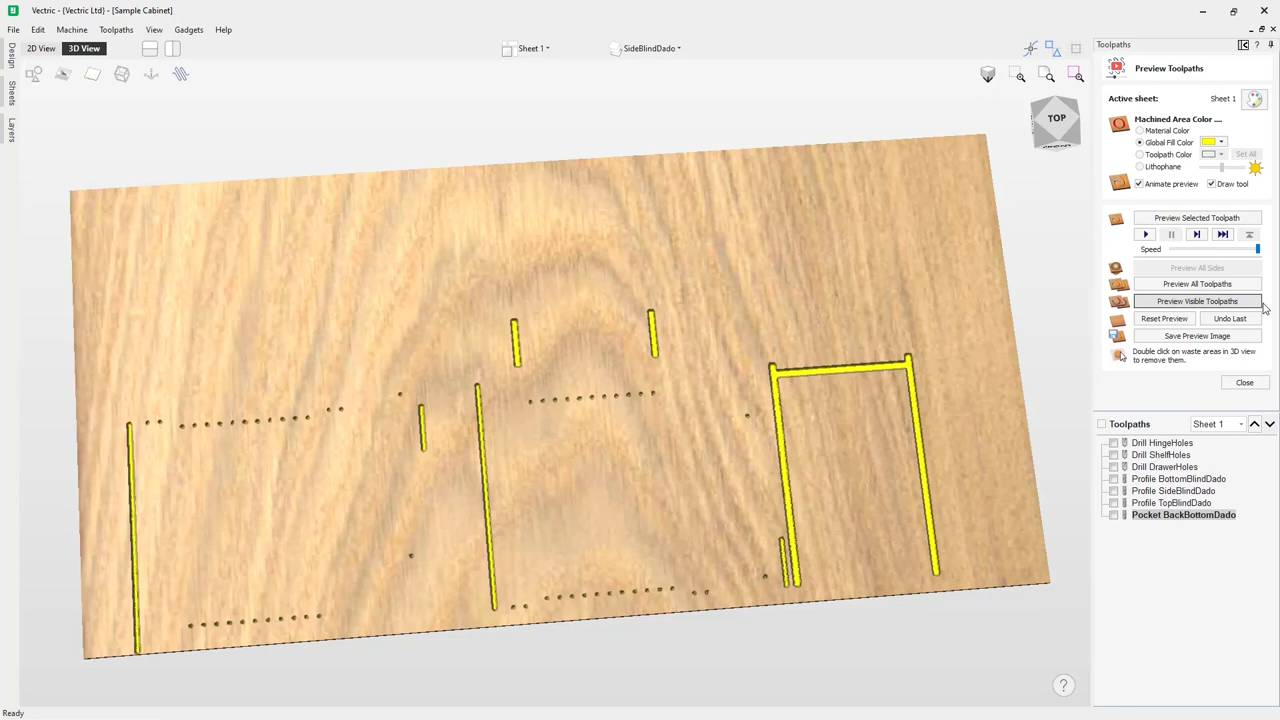 Vectric - {Vectric Ltd} - [Sample Cabinet]
File Edit Machine Toolpaths View Gadgets Help
2D View 3D View Sheet 1 SideBlindDado
Design
Sheets
Layers
TOP
Toolpaths
Preview Toolpaths
Active sheet: Sheet 1
Machined Area Color ....
Material Color
Global Fill Color
Toolpath Color Set All
Lithophane
Animate preview Draw tool
Preview Selected Toolpath
Speed
Preview All Sides
Preview All Toolpaths
Preview Visible Toolpaths
Reset Preview Undo Last
Save Preview Image
Double click on waste areas in 3D view
to remove them.
Close
Toolpaths Sheet 1
Drill HingeHoles
Drill ShelfHoles
Drill DrawerHoles
Profile BottomBlindDado
Profile SideBlindDado
Profile TopBlindDado
Pocket BackBottomDado
Ready